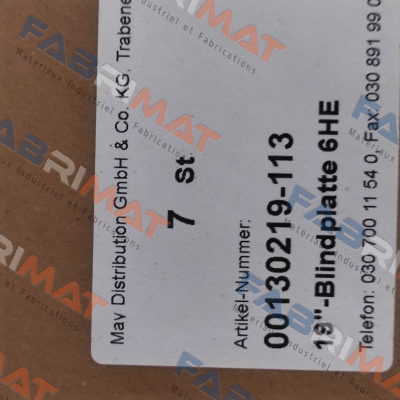 May Distribution GmbH & Co. KG, Trabene
7 st
Artikel-Nummer:
00130219-113
19"-Blindplatte 6HE
Telefon: 030 700 11 54 0, Fax: 030 891 99 0
FABRIMAT
Materiaux Industriel et Fabrications